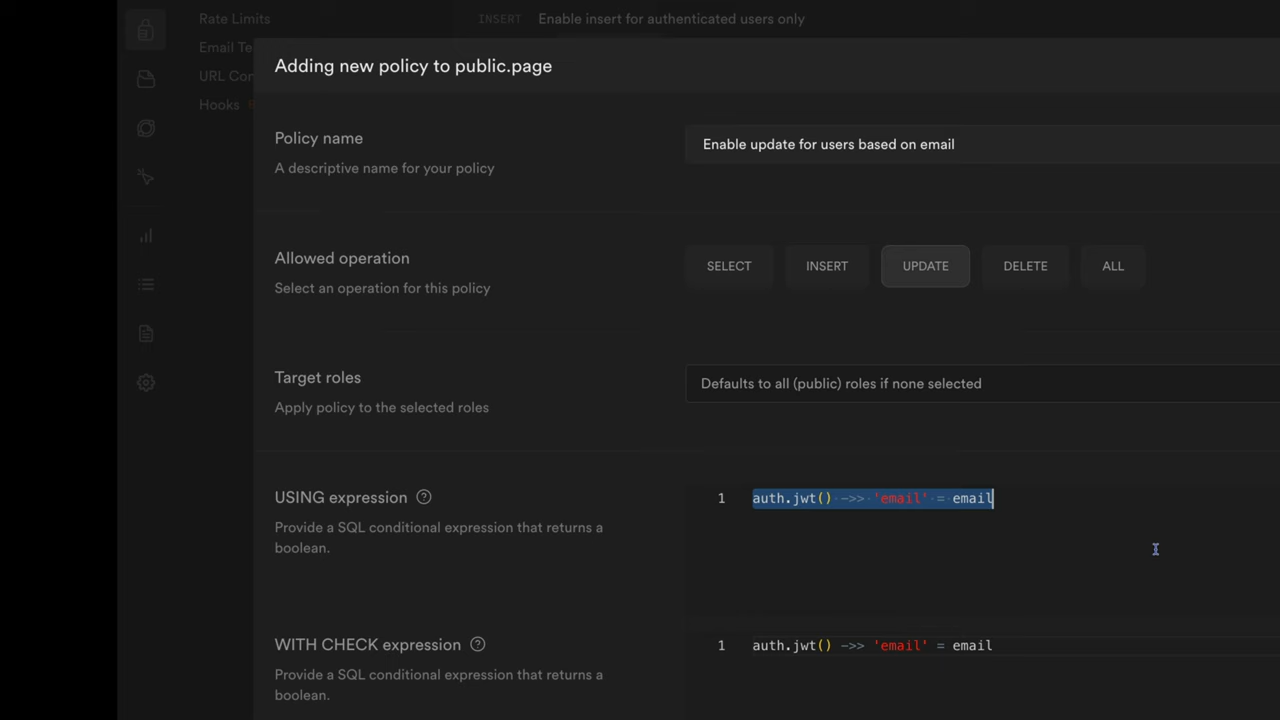 Rate Limits
INSERT Enable insert for authenticated users only
Email Te
URL Con
Hooks
Adding new policy to public.page
Policy name
A descriptive name for your policy
Enable update for users based on email
Allowed operation
Select an operation for this policy
SELECT INSERT UPDATE DELETE ALL
Target roles
Apply policy to the selected roles
Defaults to all (public) roles if none selected
USING expression
Provide a SQL conditional expression that returns a
boolean.
1 auth.jwt() ->> 'email' = email
WITH CHECK expression
Provide a SQL conditional expression that returns a
boolean.
1 auth.jwt() ->> 'email' = email